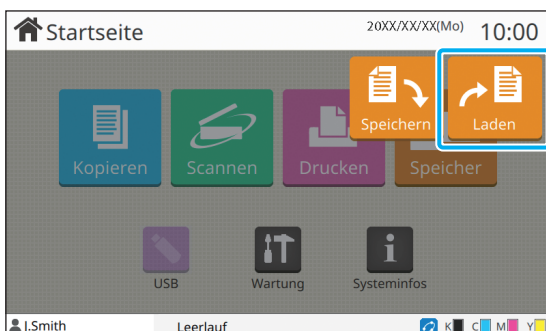 Startseite 20XX/XX/XX(Mo) 10:00
Speichern Laden
Kopieren Scannen Drucken Speicher
USB Wartung Systeminfos
J.Smith Leerlauf K C M Y